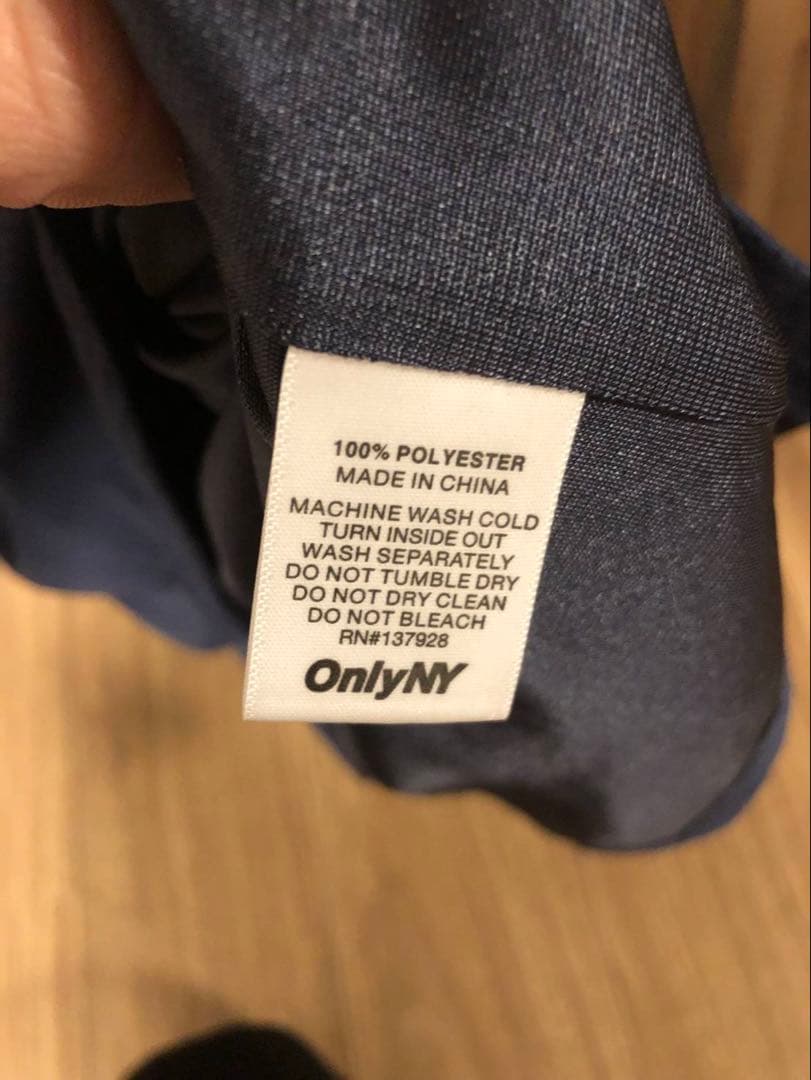 100% POLYESTER
MADE IN CHINA
MACHINE WASH COLD
TURN INSIDE OUT
WASH SEPARATELY
DO NOT TUMBLE DRY
DO NOT DRY CLEAN
DO NOT BLEACH
RN#137928
OnlyNY